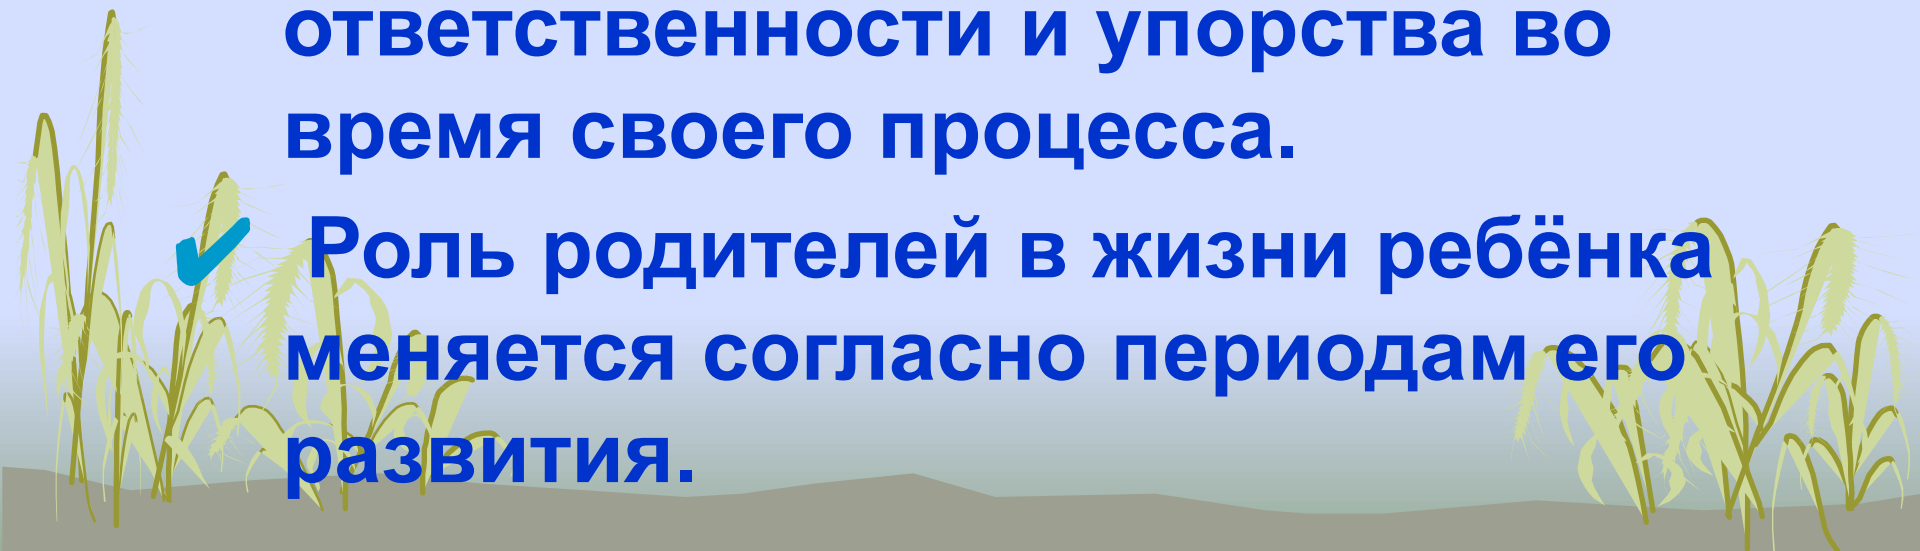 ответственности и упорства во
время своего процесса.
✔ Роль родителей в жизни ребёнка
меняется согласно периодам его
развития.